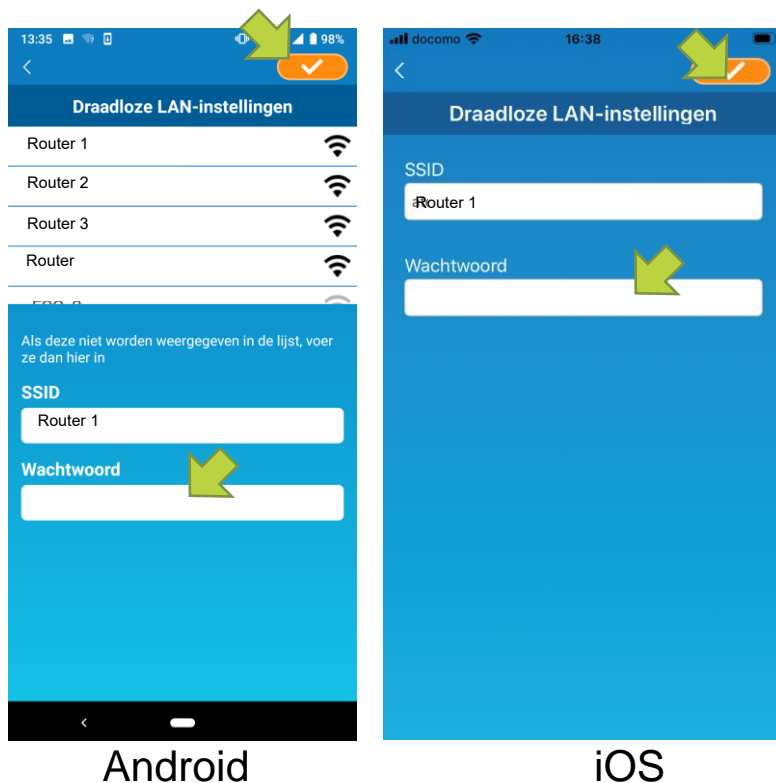 13:35
98%
Draadloze LAN-instellingen
Router 1
Router 2
Router 3
Router
Als deze niet worden weergegeven in de lijst, voer
ze dan hier in
SSID
Router 1
Wachtwoord
Android
docomo
16:38
Draadloze LAN-instellingen
SSID
Router 1
Wachtwoord
iOS